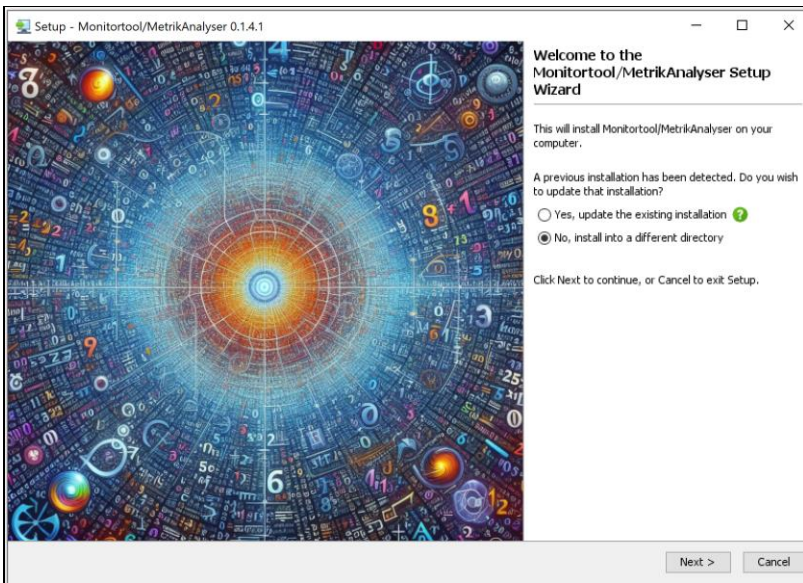 Setup - Monitortool/MetrikAnalyser 0.1.4.1
Welcome to the
Monitortool/MetrikAnalyser Setup
Wizard
This will install Monitortool/MetrikAnalyser on your
computer.
A previous installation has been detected. Do you wish
to update that installation?
Yes, update the existing installation ?
No, install into a different directory
Click Next to continue, or Cancel to exit Setup.
Next >
Cancel